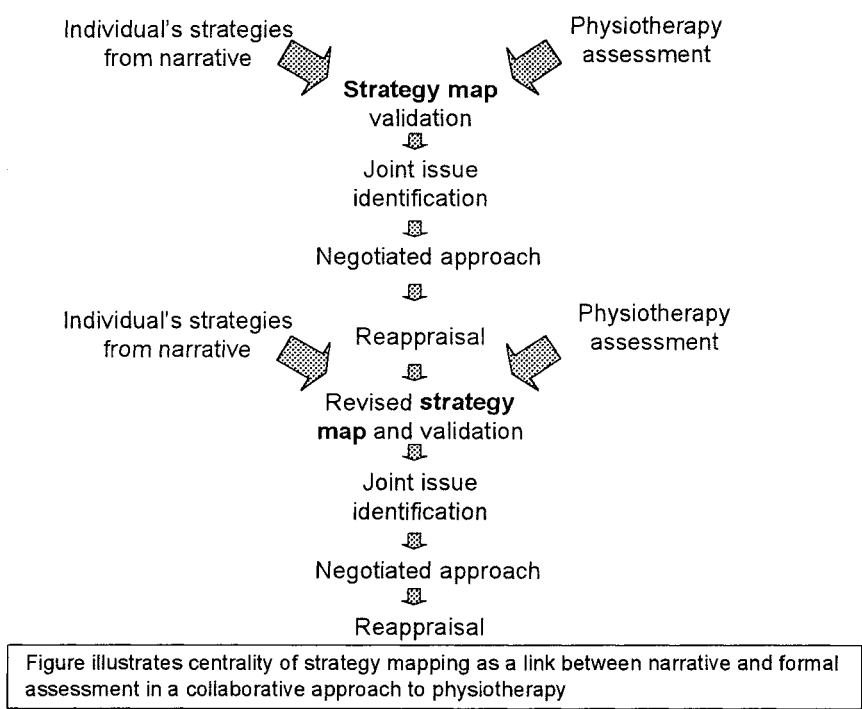 Individual's strategies
from narrative
Physiotherapy
assessment
Strategy map
validation
Joint issue
identification
Negotiated approach
Individual's strategies
from narrative
Physiotherapy
assessment
Reappraisal
Revised strategy
map and validation
Joint issue
identification
Negotiated approach
Reappraisal
Figure illustrates centrality of strategy mapping as a link between narrative and formal
assessment in a collaborative approach to physiotherapy